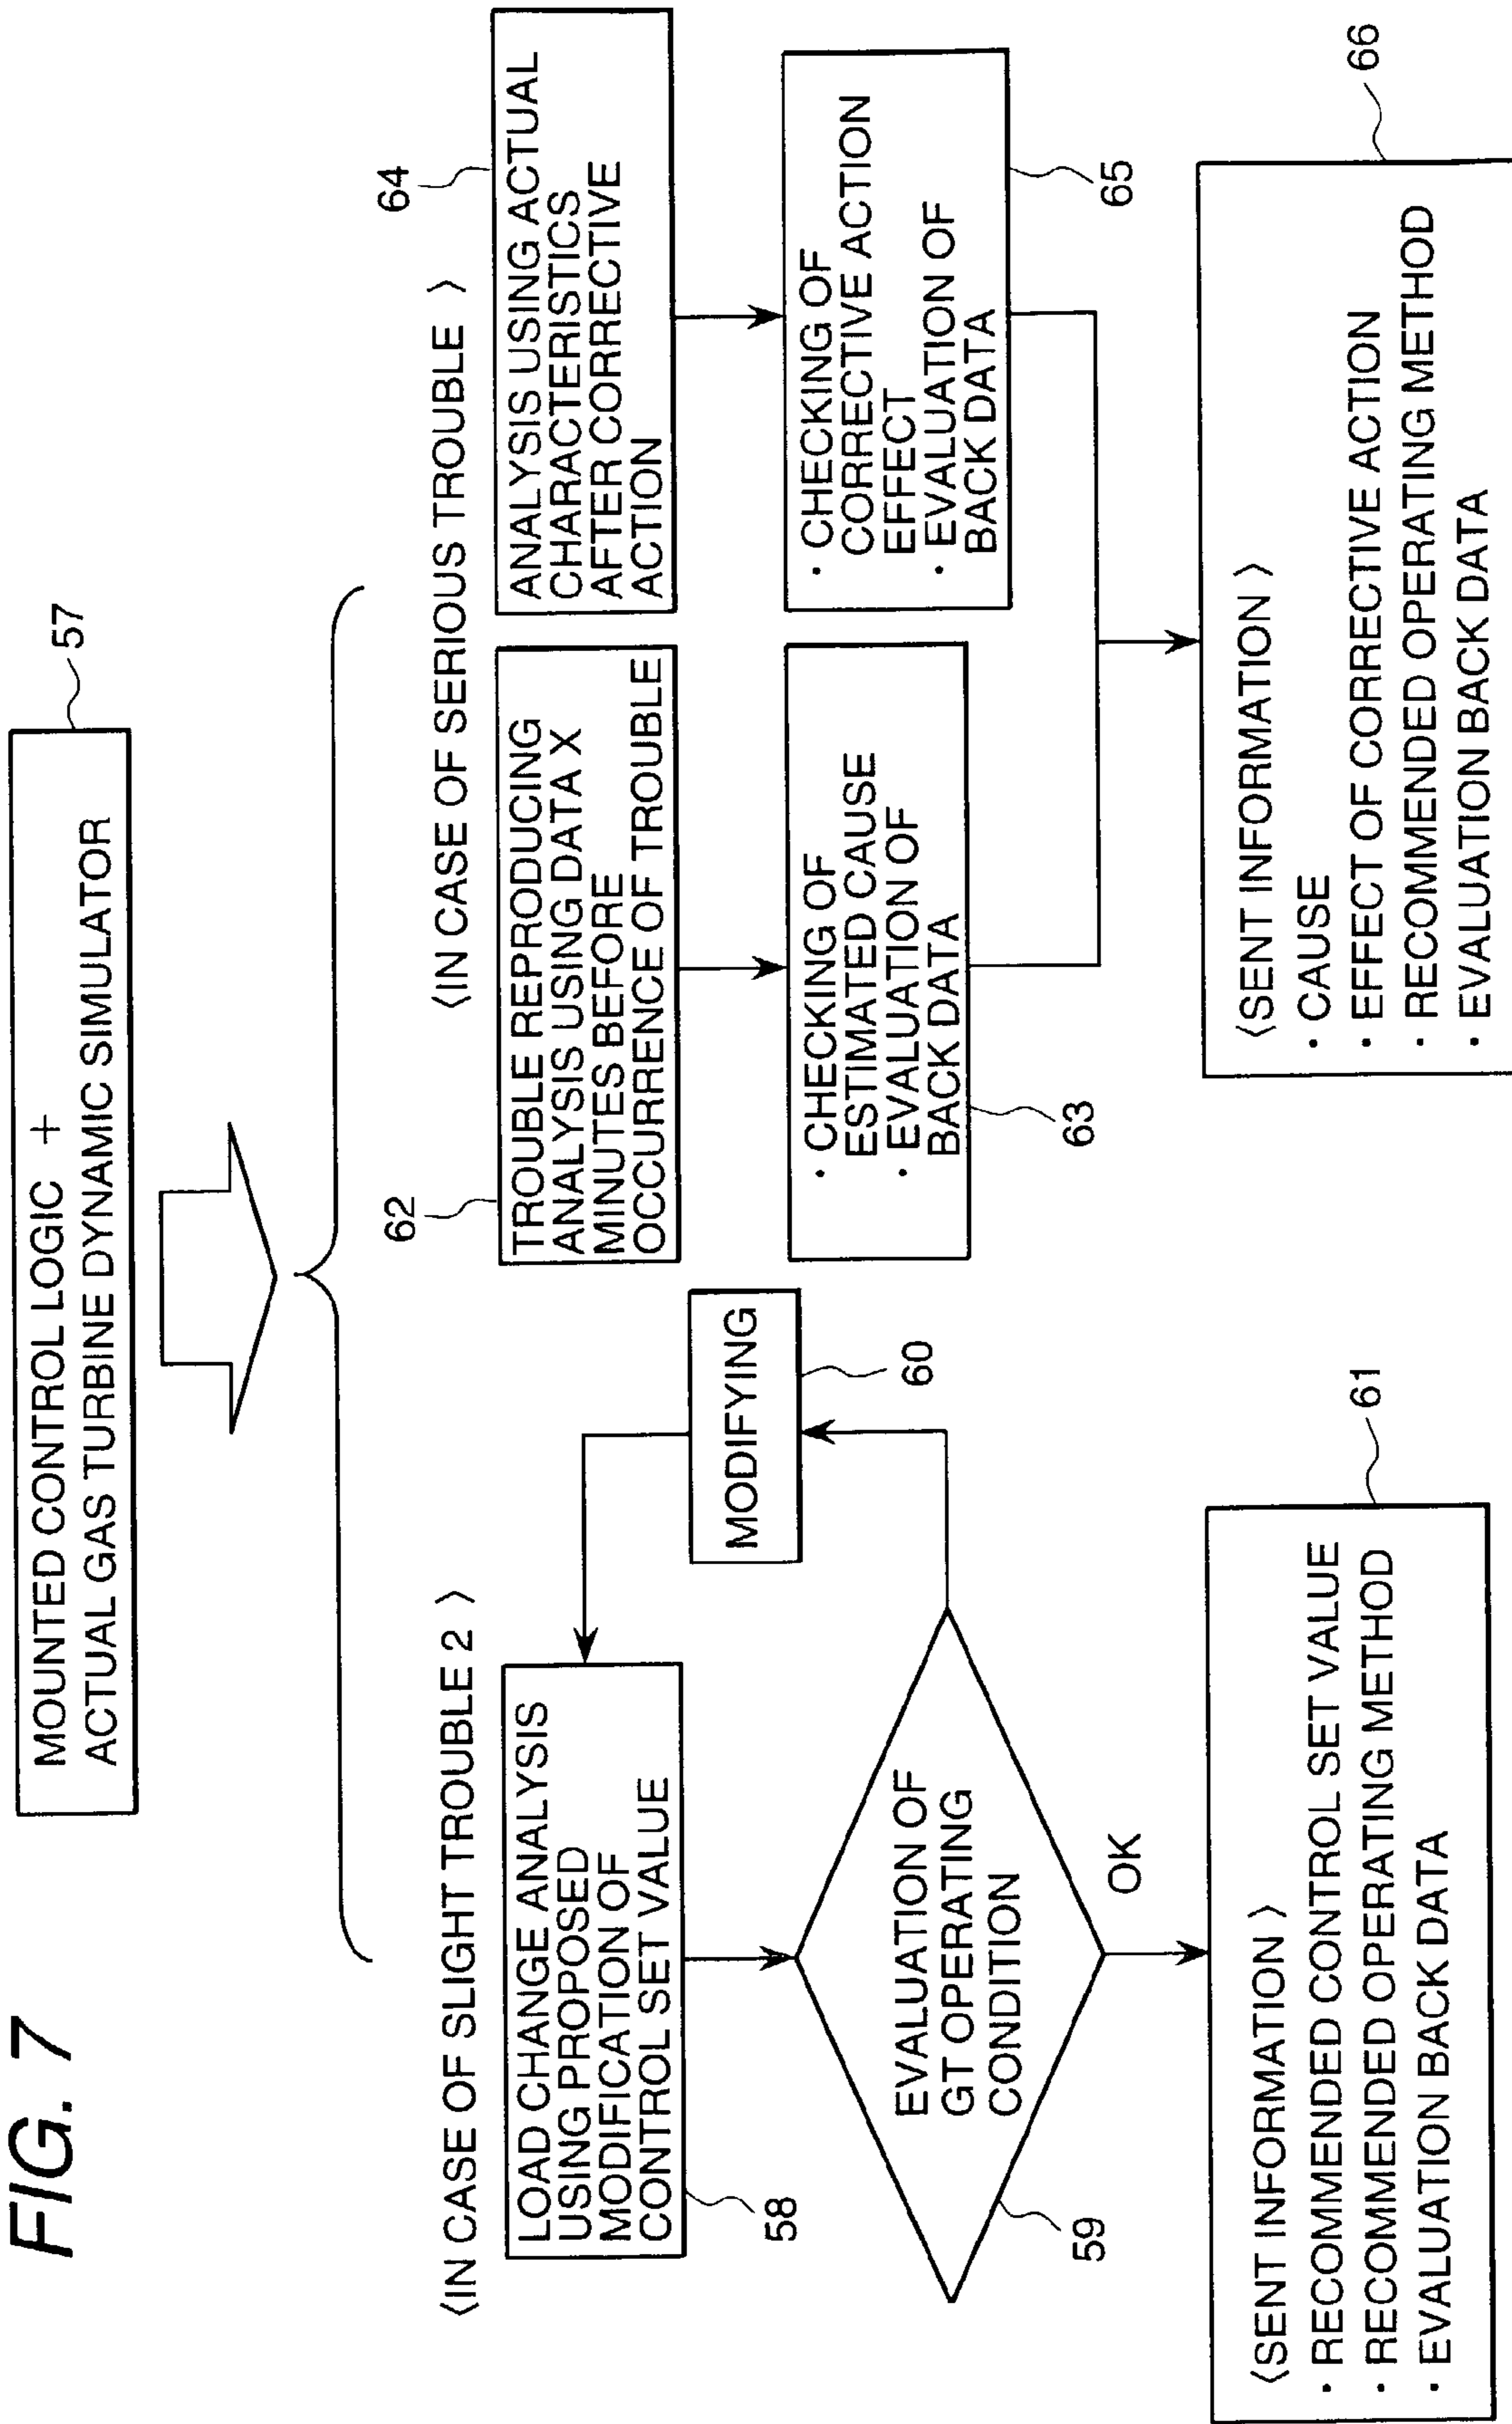 FIG. 7
MOUNTED CONTROL LOGIC +
ACTUAL GAS TURBINE DYNAMIC SIMULATOR
57
〈IN CASE OF SLIGHT TROUBLE 2 〉
LOAD CHANGE ANALYSIS
USING PROPOSED
MODIFICATION OF
CONTROL SET VALUE
58
MODIFYING
60
EVALUATION OF
GT OPERATING
CONDITION
59
OK
〈SENT INFORMATION 〉
· RECOMMENDED CONTROL SET VALUE
· RECOMMENDED OPERATING METHOD
· EVALUATION BACK DATA
61
〈IN CASE OF SERIOUS TROUBLE 〉
62
TROUBLE REPRODUCING
ANALYSIS USING DATA X
MINUTES BEFORE
OCCURRENCE OF TROUBLE
64
ANALYSIS USING ACTUAL
CHARACTERISTICS
AFTER CORRECTIVE
ACTION
· CHECKING OF
ESTIMATED CAUSE
· EVALUATION OF
BACK DATA
63
· CHECKING OF
CORRECTIVE ACTION
EFFECT
· EVALUATION OF
BACK DATA
65
〈SENT INFORMATION 〉
· CAUSE
· EFFECT OF CORRECTIVE ACTION
· RECOMMENDED OPERATING METHOD
· EVALUATION BACK DATA
66